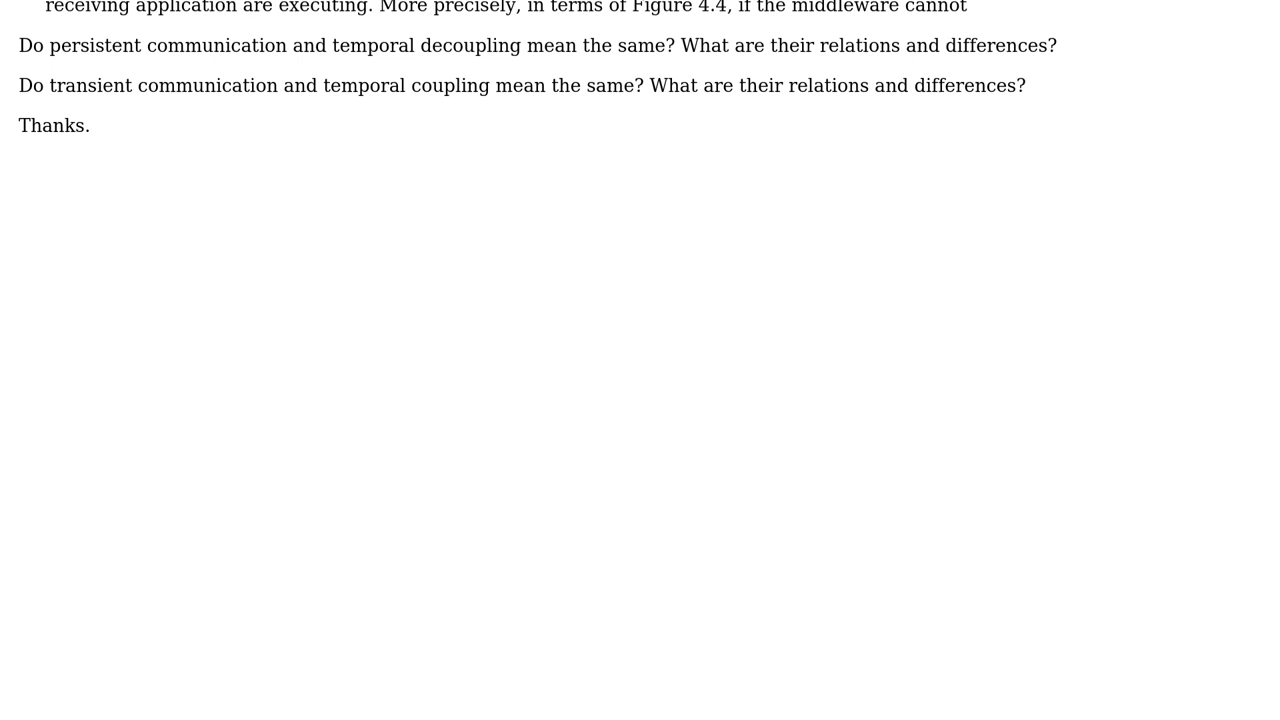 receiving application are executing. More precisely, in terms of Figure 4.4, if the middleware cannot
Do persistent communication and temporal decoupling mean the same? What are their relations and differences?
Do transient communication and temporal coupling mean the same? What are their relations and differences?
Thanks.